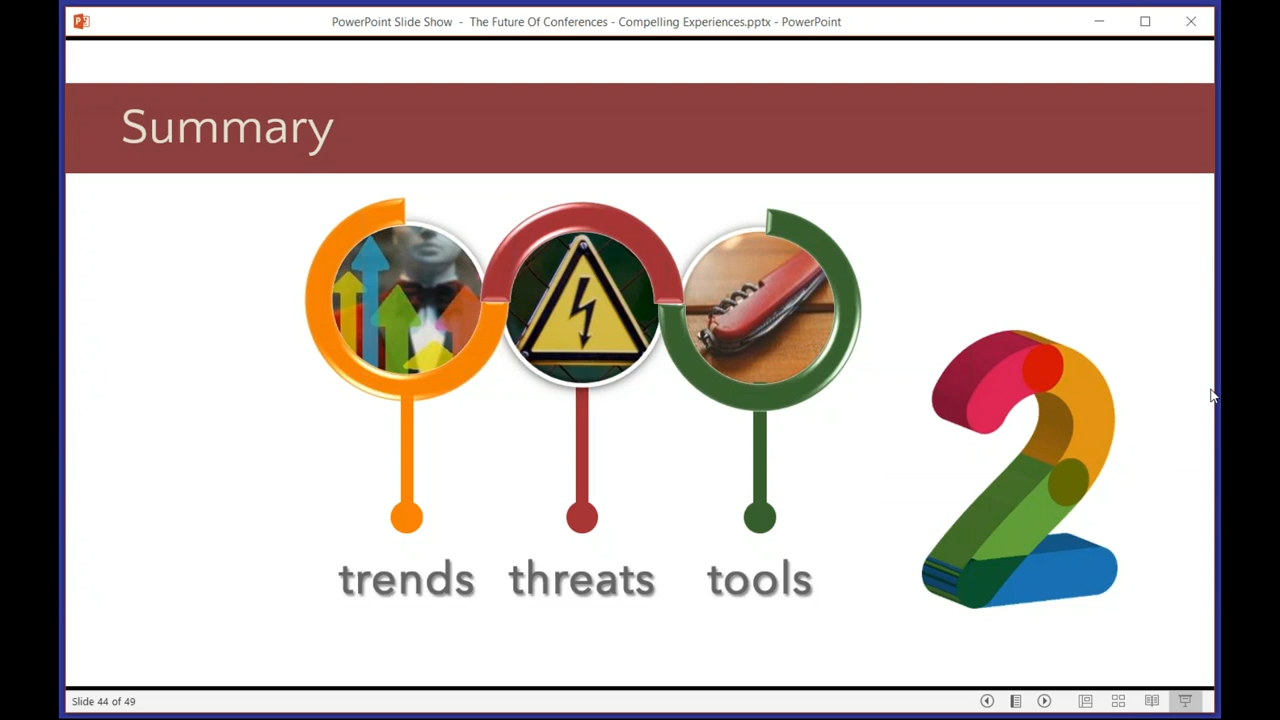 PowerPoint Slide Show - The Future Of Conferences - Compelling Experiences.pptx - PowerPoint
Summary
2
trends threats tools
Slide 44 of 49